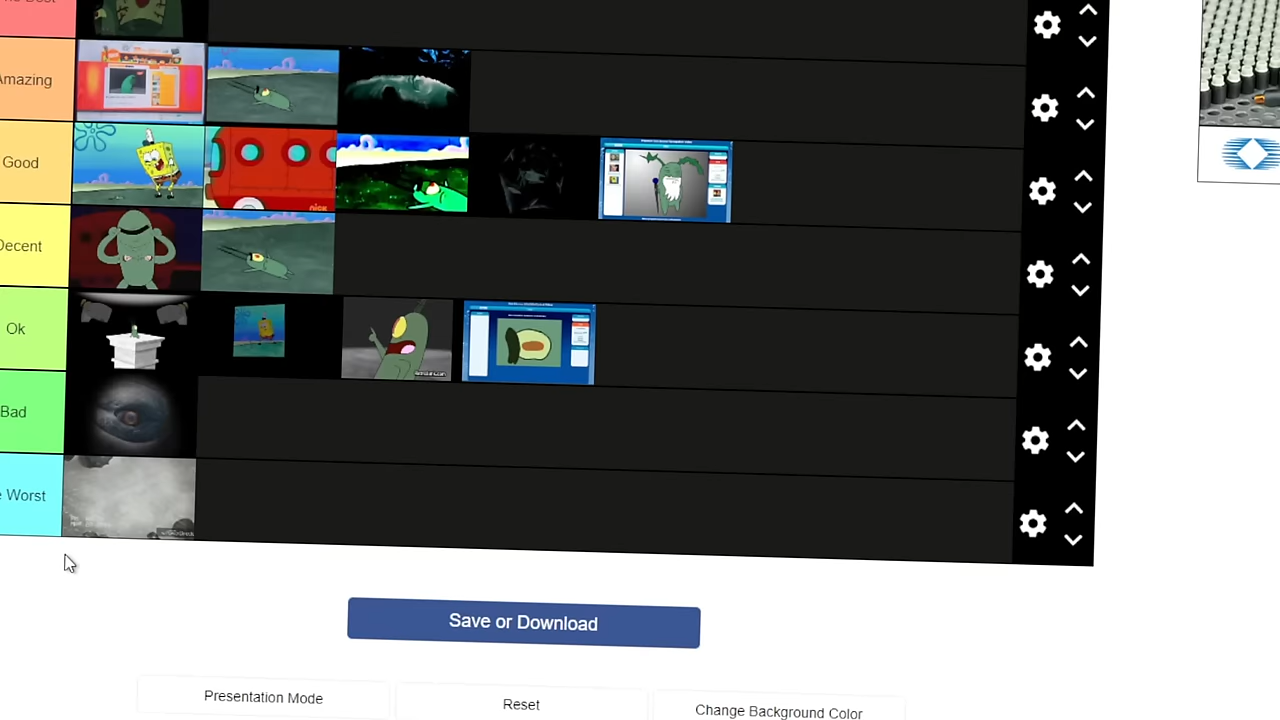 Amazing
Good
Decent
Ok
Bad
Worst
Save or Download
Presentation Mode
Reset
Change Background Color